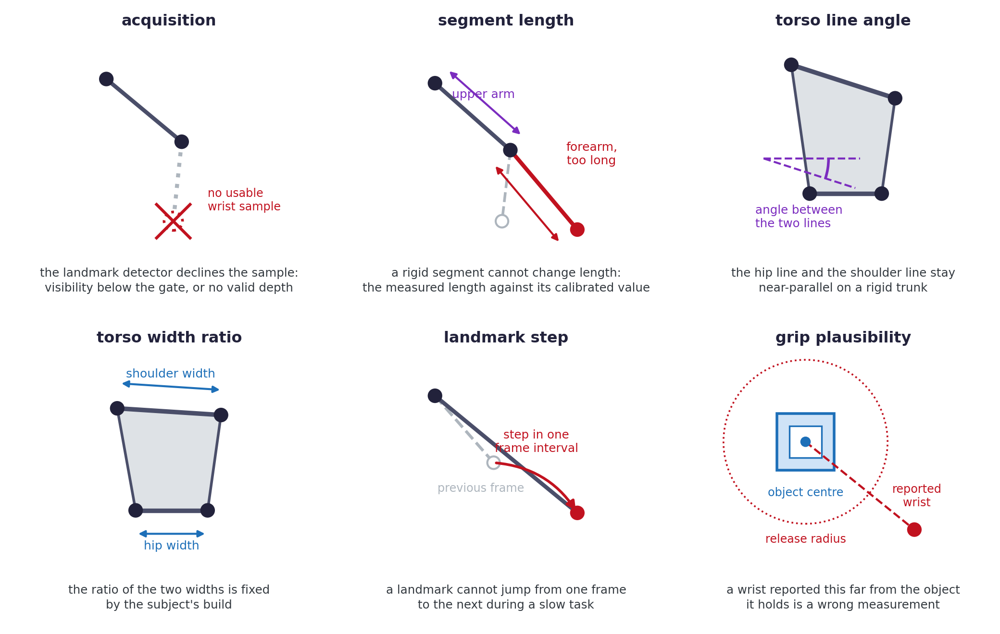 acquisition
no usable
wrist sample
the landmark detector declines the sample:
visibility below the gate, or no valid depth
segment length
upper arm
forearm,
too long
a rigid segment cannot change length:
the measured length against its calibrated value
torso line angle
angle between
the two lines
the hip line and the shoulder line stay
near-parallel on a rigid trunk
torso width ratio
shoulder width
hip width
the ratio of the two widths is fixed
by the subject's build
landmark step
step in one
frame interval
previous frame
a landmark cannot jump from one frame
to the next during a slow task
grip plausibility
object centre
reported
wrist
release radius
a wrist reported this far from the object
it holds is a wrong measurement